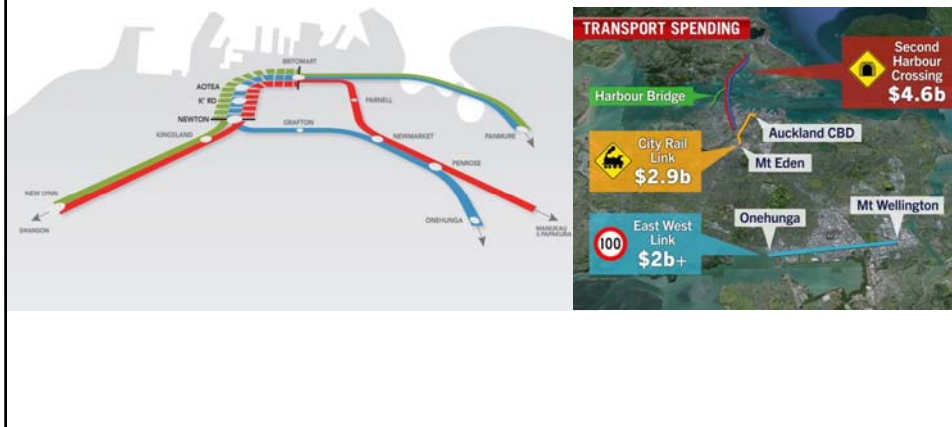 BRITOMART
AOTEA
K' RD
NEWTON
KINGSLAND
GRAFTON
PARNELL
NEWMARKET
PANMURE
PENROSE
NEW LYNN
SWANSON
ONEHUNGA
MANUKAU
& PAPAKURA
TRANSPORT SPENDING
Second
Harbour
Crossing
$4.6b
Harbour Bridge
Auckland CBD
City Rail
Link
$2.9b
Mt Eden
Mt Wellington
Onehunga
100
East West
Link
$2b+